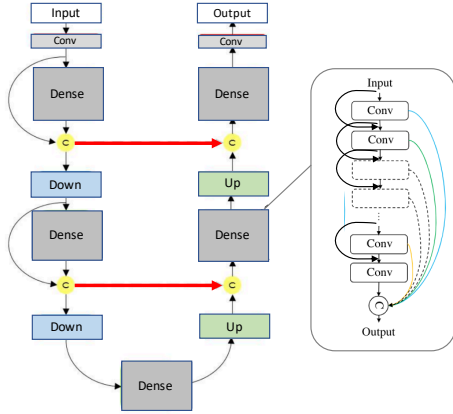 Input
Output
Conv
Conv
Dense
Dense
C
C
Down
Up
Dense
Dense
C
C
Down
Up
Dense
Input
Conv
Conv
Conv
Conv
C
Output